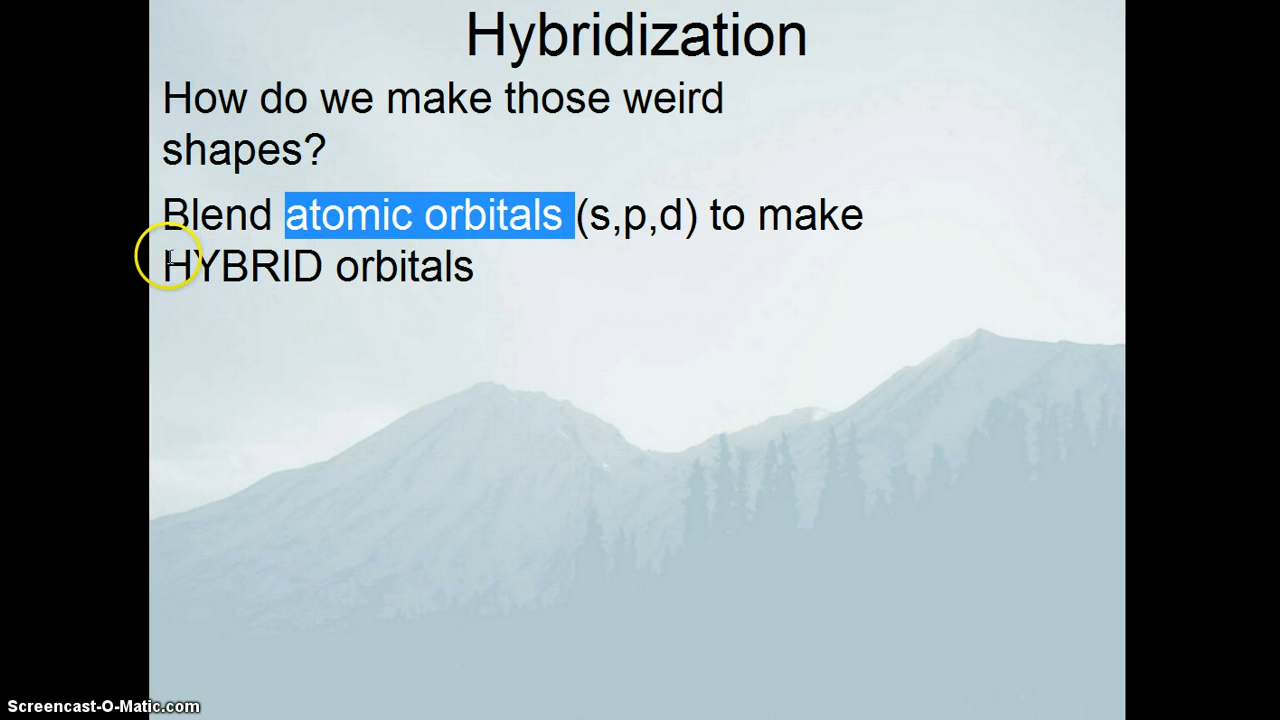 Hybridization
How do we make those weird
shapes?
Blend atomic orbitals (s,p,d) to make
HYBRID orbitals
Screencast-O-Matic.com